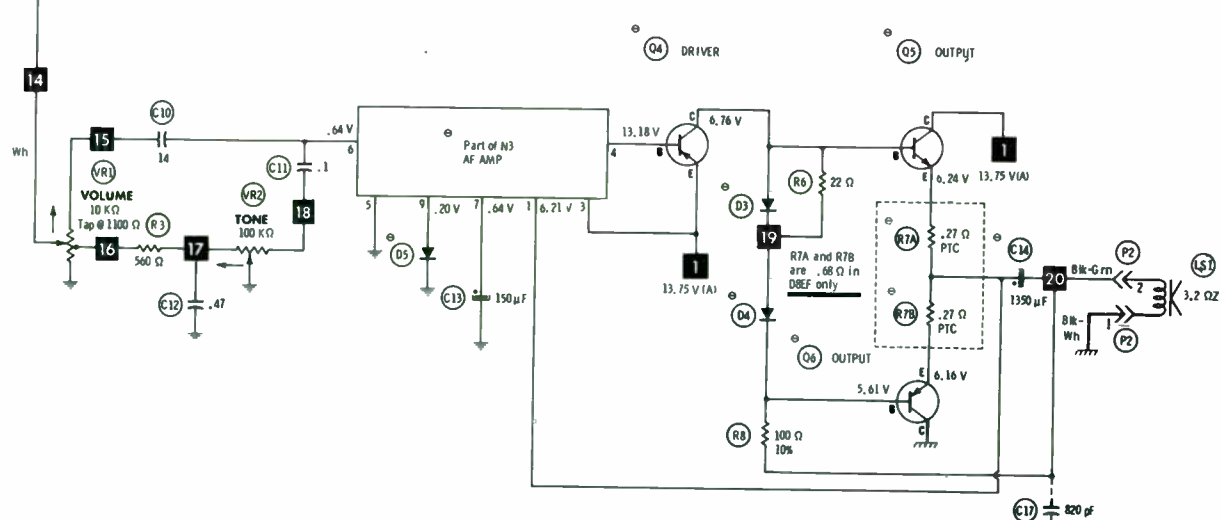 Q4 DRIVER
Q5 OUTPUT
14
Wh
15
C10
14
VR1
VOLUME
10 KΩ
Tap @ 1100 Ω
16
R3
560 Ω
17
C12 .47
C11 .1
VR2
TONE
100 KΩ
18
.64 V
6
Part of N3
AF AMP
4
5
9 .20 V
7 .64 V
1 6.21 V
3
D5
C13 150 µF
13.18 V
B
C
E
6.76 V
1
13.75 V(A)
D3
R6 22 Ω
19
R7A and R7B
are .68 Ω in
D8EF only
D4
Q6 OUTPUT
5.61 V
R8 100 Ω
10%
B
C
E
6.24 V
1
13.75 V(A)
R7A .27 Ω
PTC
R7B .27 Ω
PTC
E
6.16 V
B
C
C14
1350 µF
20
Blk-Grn
P2
2
LS1
3.2 ΩZ
Blk-
Wh
1
P2
C17 820 pF